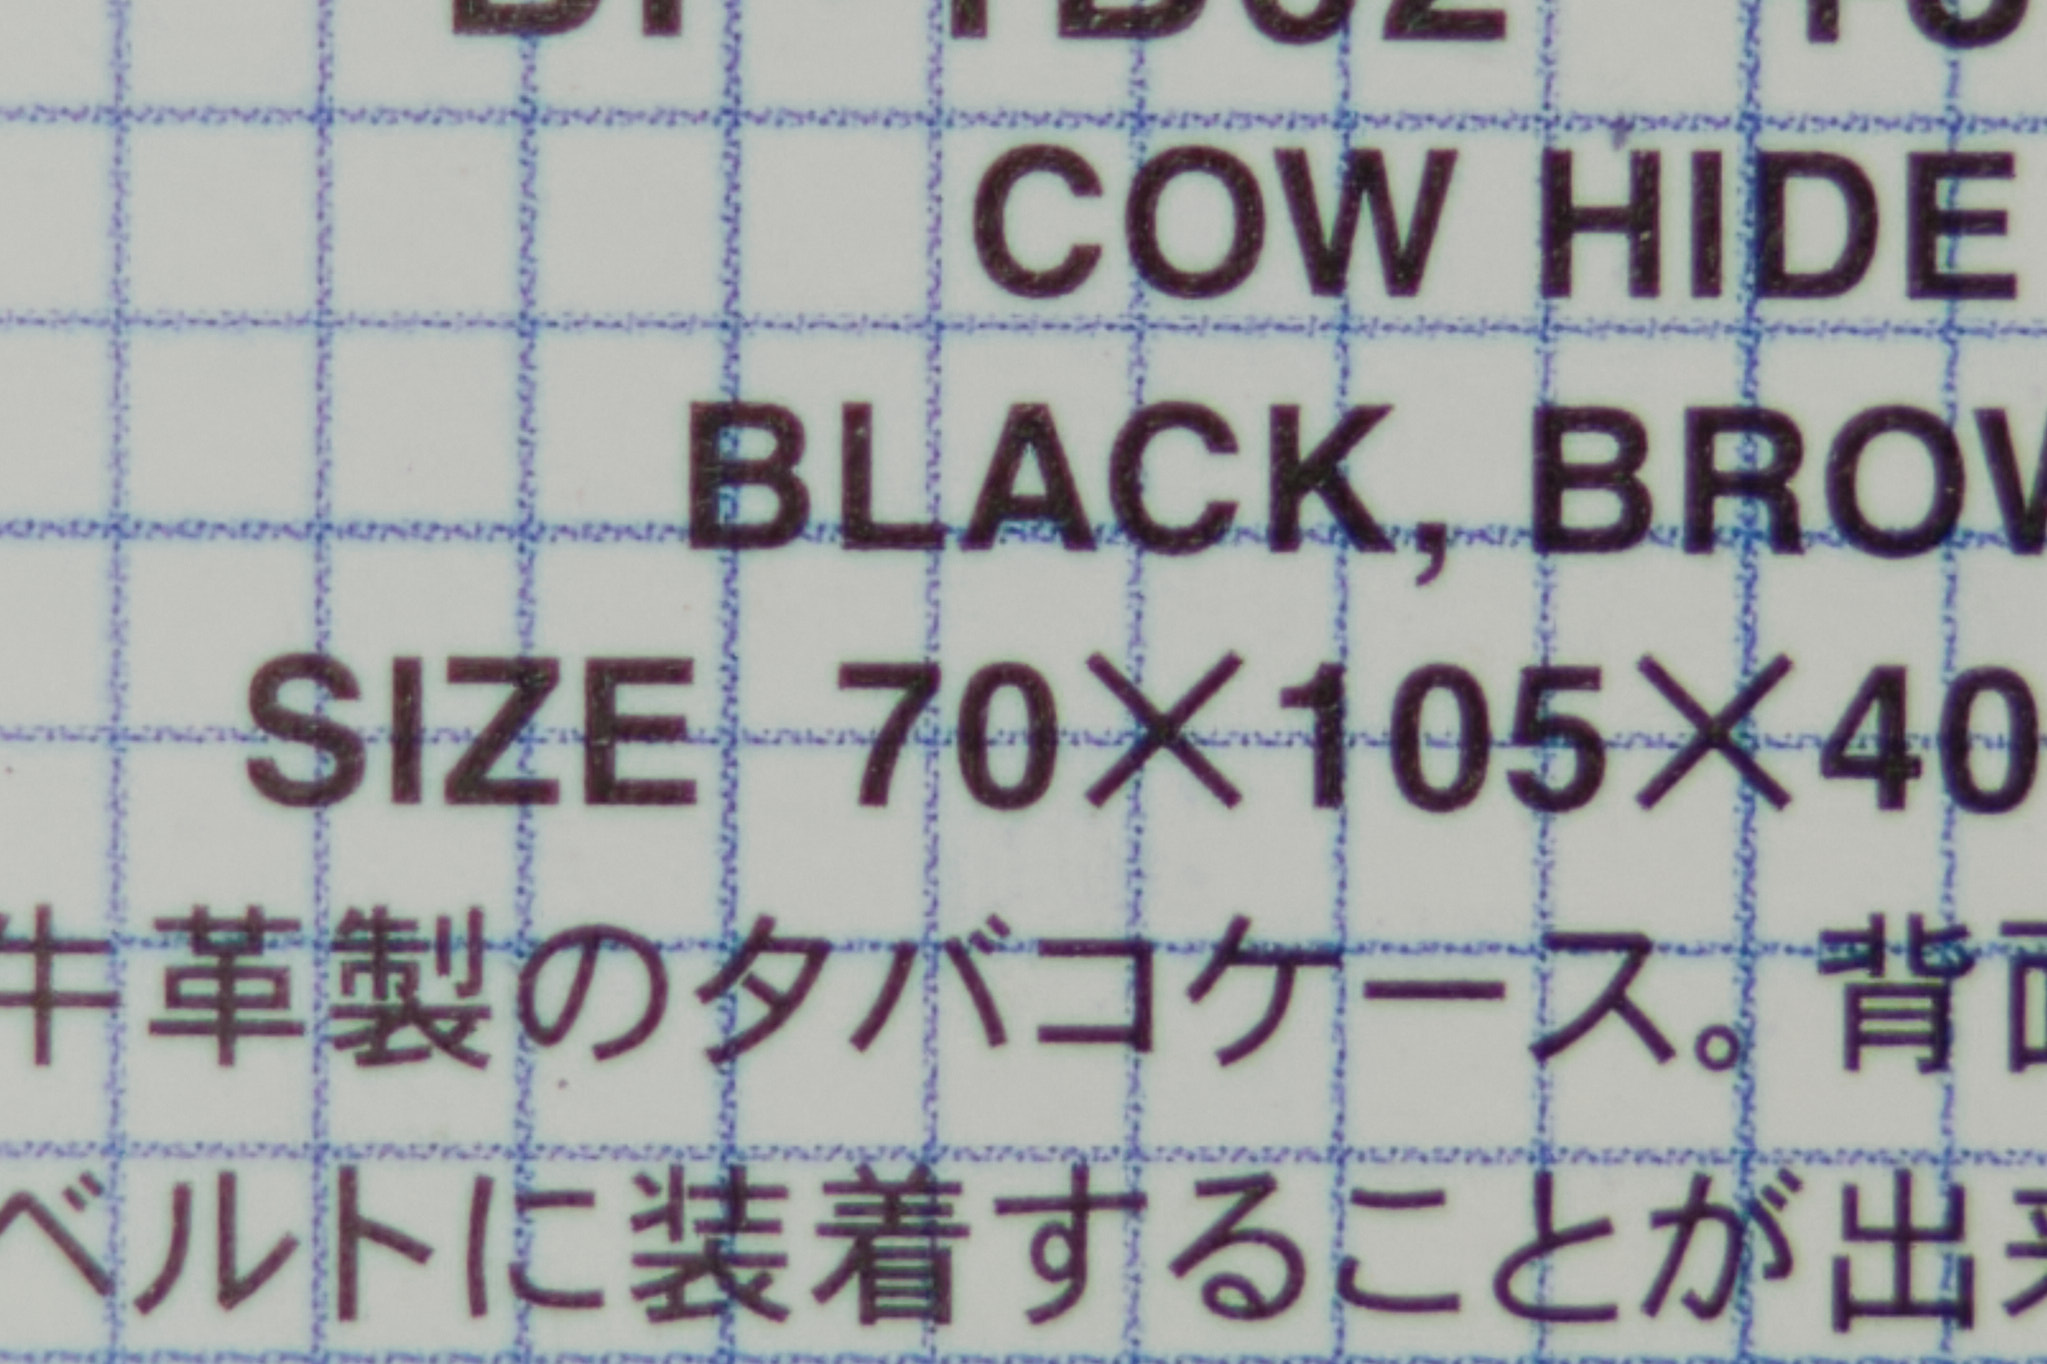 COW HIDE
BLACK,
SIZE 70×105×40
牛革製のタバコケース。背
ベルトに装着することが出